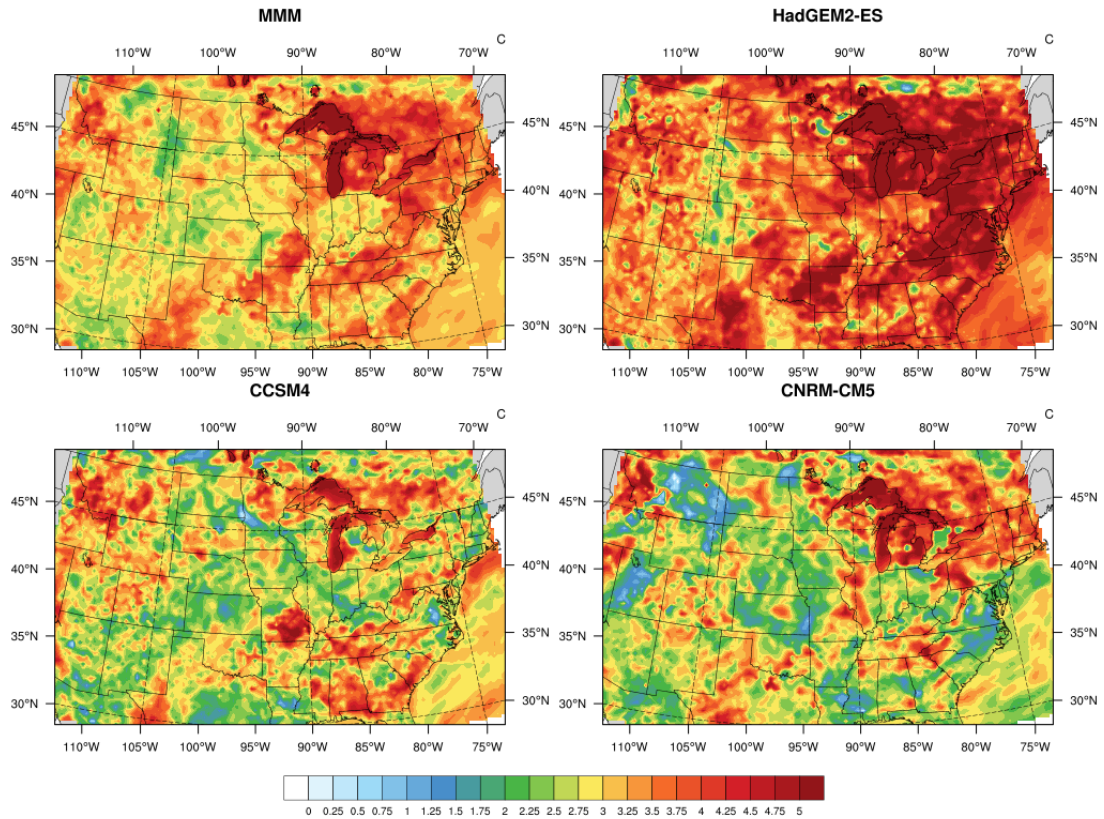 MMM HadGEM2-ES
C C
110°W 100°W 90°W 80°W 70°W 110°W 100°W 90°W 80°W 70°W
45°N 45°N 45°N 45°N
40°N 40°N 40°N 40°N
35°N 35°N 35°N 35°N
30°N 30°N 30°N 30°N
110°W 105°W 100°W 95°W 90°W 85°W 80°W 75°W 110°W 105°W 100°W 95°W 90°W 85°W 80°W 75°W
CCSM4 CNRM-CM5
C C
110°W 100°W 90°W 80°W 70°W 110°W 100°W 90°W 80°W 70°W
45°N 45°N 45°N 45°N
40°N 40°N 40°N 40°N
35°N 35°N 35°N 35°N
30°N 30°N 30°N 30°N
110°W 105°W 100°W 95°W 90°W 85°W 80°W 75°W 110°W 105°W 100°W 95°W 90°W 85°W 80°W 75°W
0 0.25 0.5 0.75 1 1.25 1.5 1.75 2 2.25 2.5 2.75 3 3.25 3.5 3.75 4 4.25 4.5 4.75 5